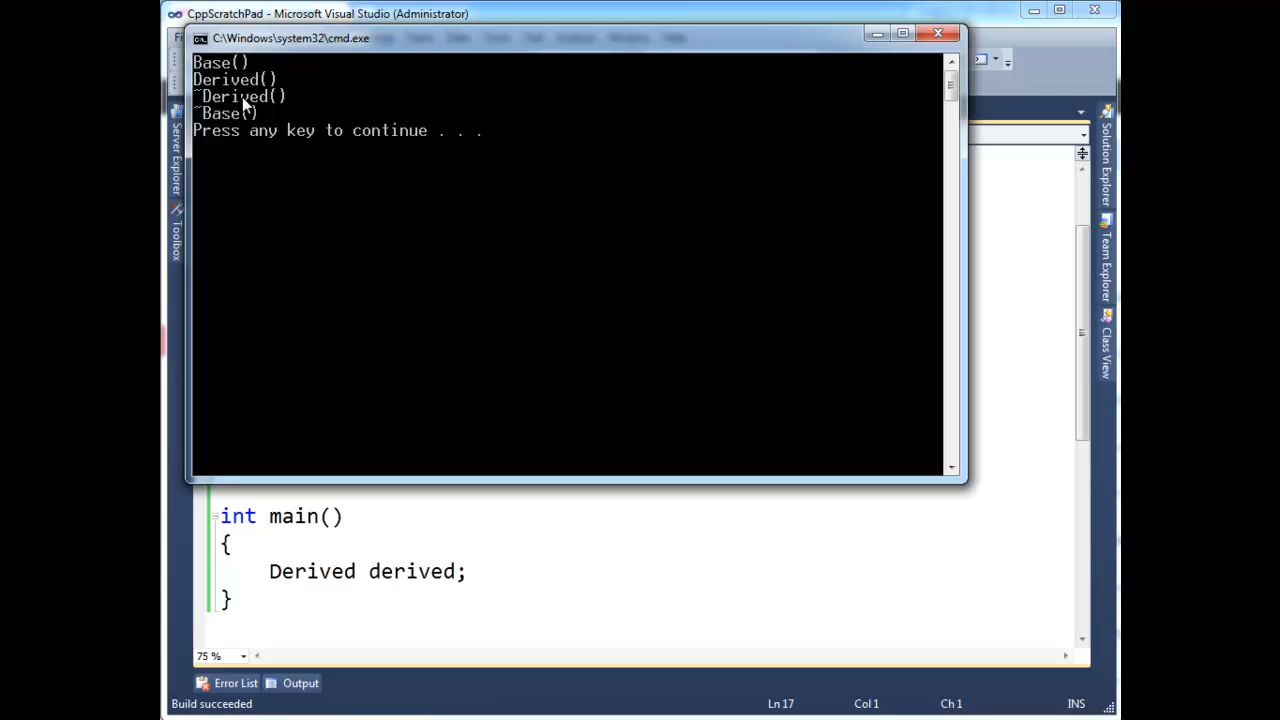 CppScratchPad - Microsoft Visual Studio (Administrator)
C:\Windows\system32\cmd.exe
Base()
Derived()
~Derived()
~Base()
Press any key to continue . . .
Server Explorer
Toolbox
Solution Explorer
Team Explorer
Class View
int main()
{
Derived derived;
}
75 %
Error List
Output
Build succeeded
Ln 17
Col 1
Ch 1
INS